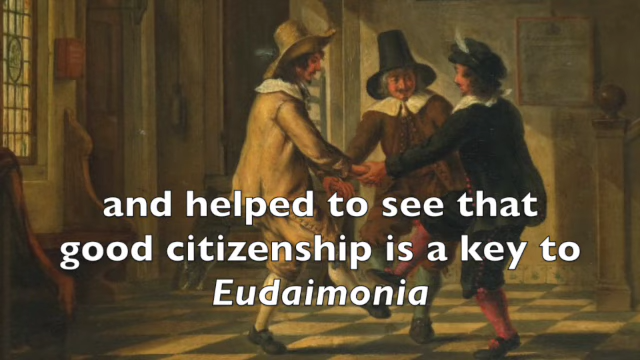 and helped to see that
good citizenship is a key to
Eudaimonia